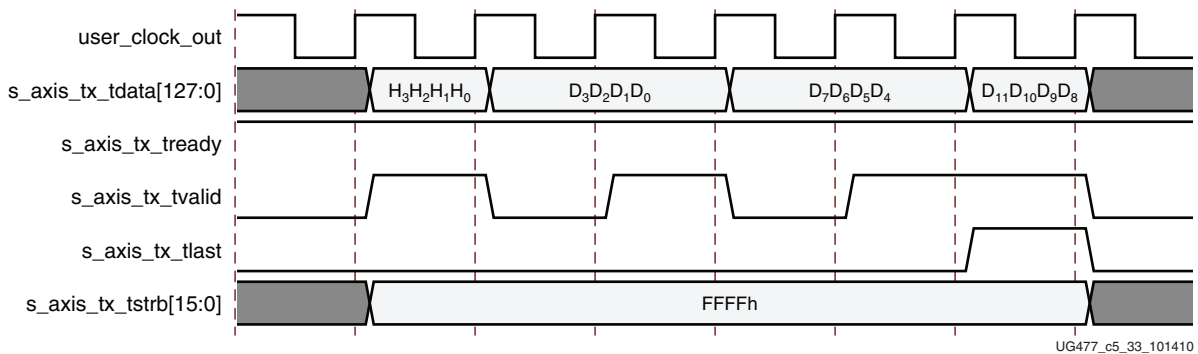 user_clock_out
s_axis_tx_tdata[127:0] H₃H₂H₁H₀ D₃D₂D₁D₀ D₇D₆D₅D₄ D₁₁D₁₀D₉D₈
s_axis_tx_tready
s_axis_tx_tvalid
s_axis_tx_tlast
s_axis_tx_tstrb[15:0] FFFFh
UG477_c5_33_101410